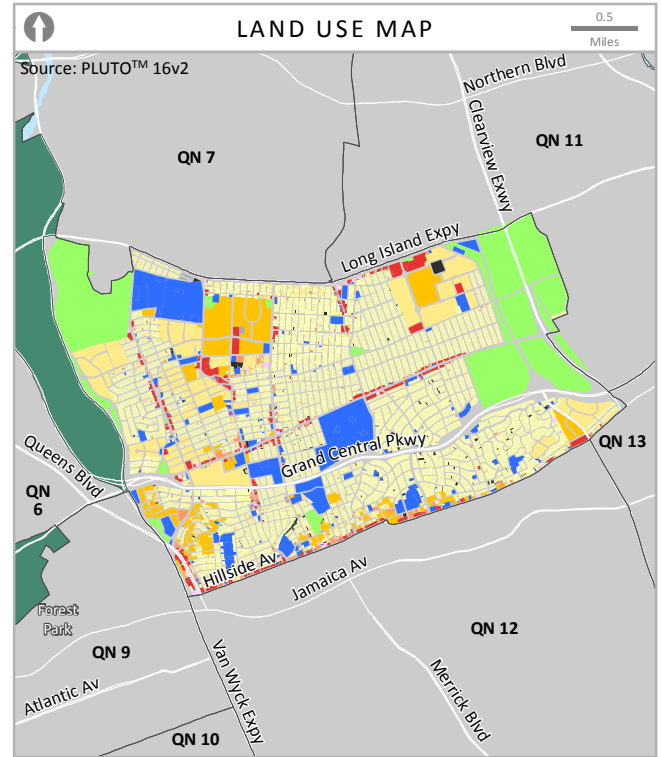 LAND USE MAP
0.5
Miles
Source: PLUTO™ 16v2
Northern Blvd
Clearview Exwy
QN 11
QN 7
Long Island Expy
Grand Central Pkwy
Queens Blvd
QN 13
QN
6
Hillside Av
Jamaica Av
Forest
Park
QN 12
QN 9
Van Wyck Expy
Merrick Blvd
Atlantic Av
QN 10